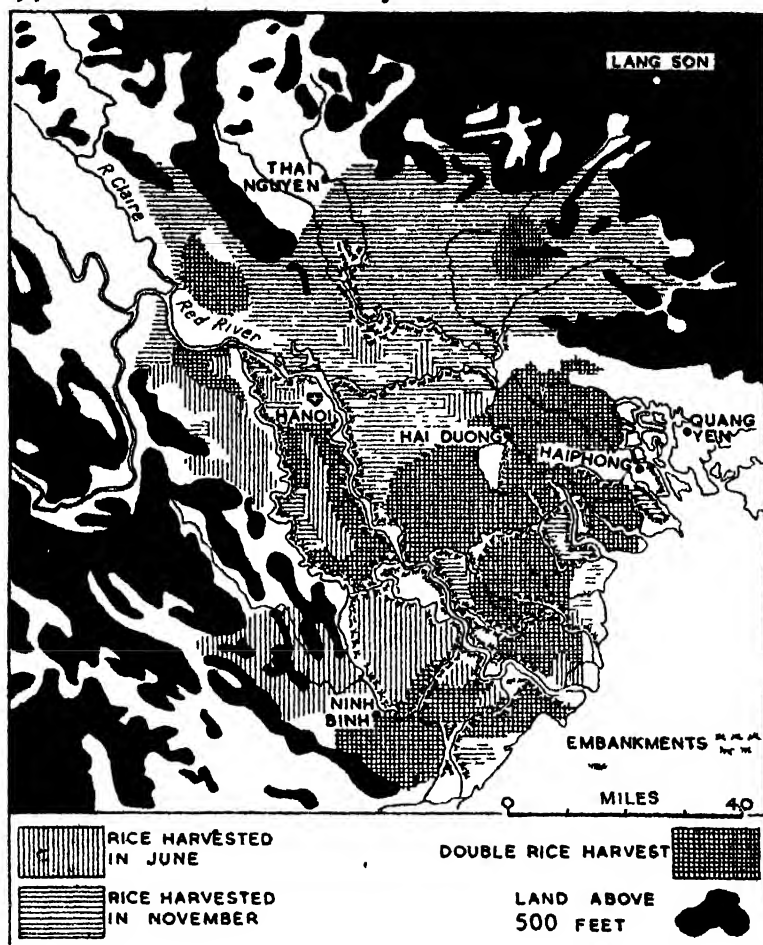 LANG SON
THAI
NGUYEN
R Claire
Red River
HANOI
HAI DUONG
QUANG
YEN
HAIPHONG
NINH
BINH
EMBANKMENTS
0 MILES 40
RICE HARVESTED
IN JUNE
DOUBLE RICE HARVEST
RICE HARVESTED
IN NOVEMBER
LAND ABOVE
500 FEET